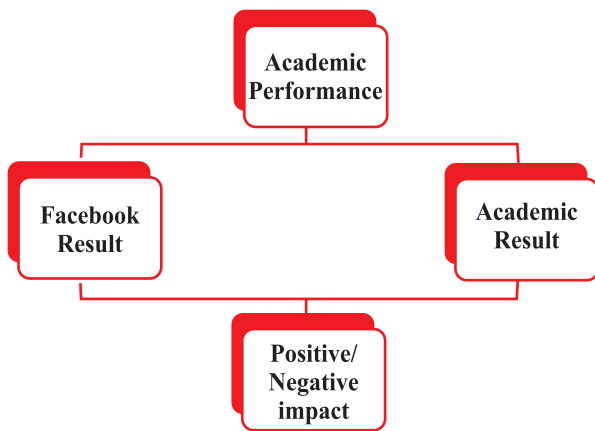 Academic
Performance
Facebook
Result
Academic
Result
Positive/
Negative
impact